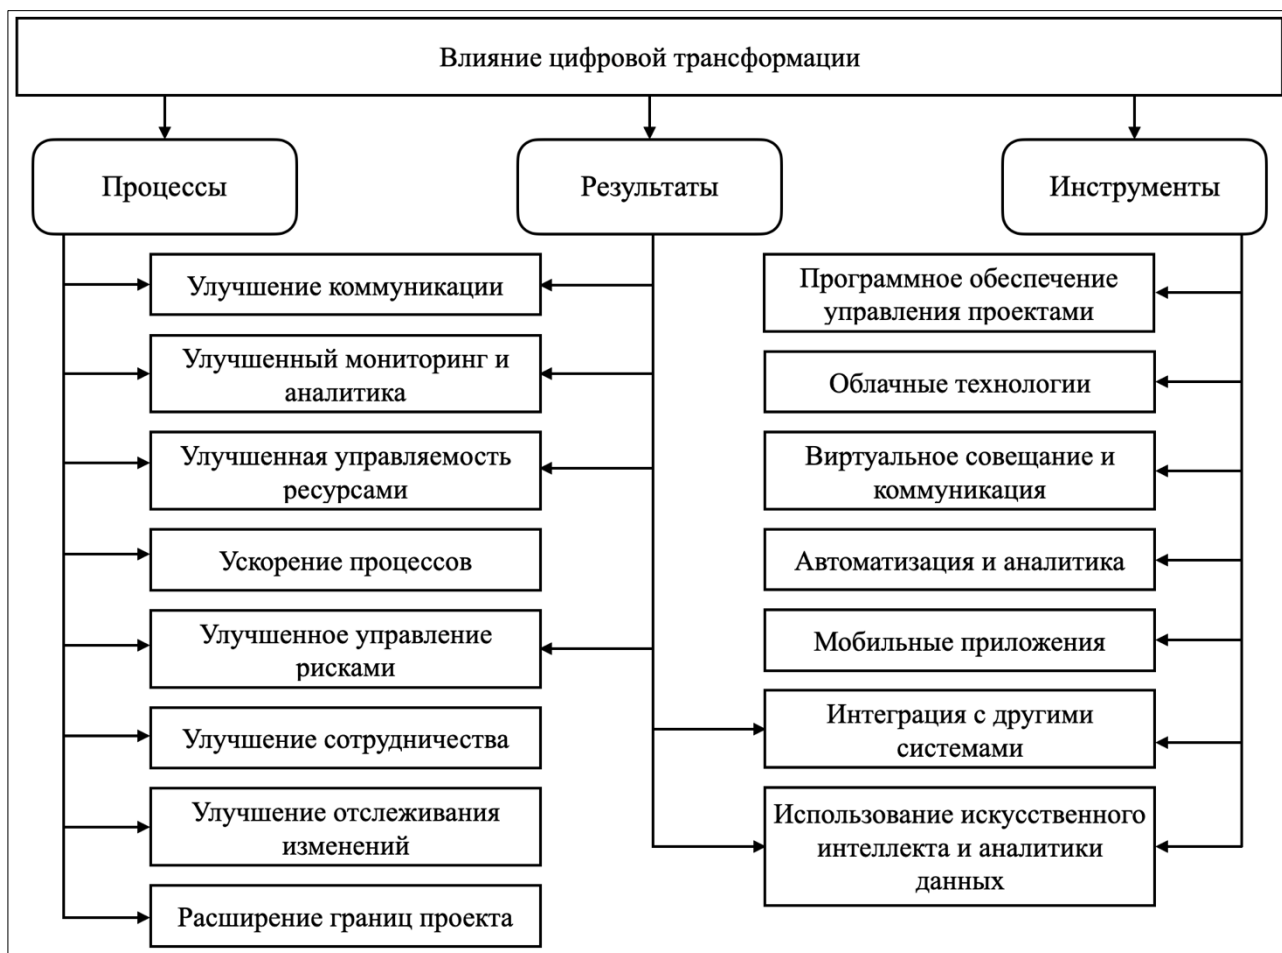 Влияние цифровой трансформации
Процессы
Результаты
Инструменты
Улучшение коммуникации
Улучшенный мониторинг и
аналитика
Улучшенная управляемость
ресурсами
Ускорение процессов
Улучшенное управление
рисками
Улучшение сотрудничества
Улучшение отслеживания
изменений
Расширение границ проекта
Программное обеспечение
управления проектами
Облачные технологии
Виртуальное совещание и
коммуникация
Автоматизация и аналитика
Мобильные приложения
Интеграция с другими
системами
Использование искусственного
интеллекта и аналитики
данных